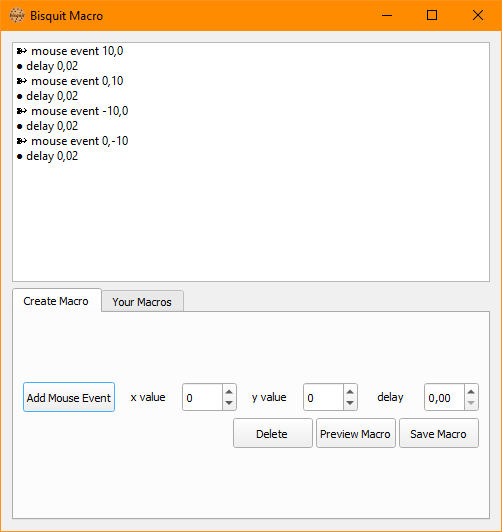 Bisquit Macro
➽ mouse event 10,0
● delay 0,02
➽ mouse event 0,10
● delay 0,02
➽ mouse event -10,0
● delay 0,02
➽ mouse event 0,-10
● delay 0,02
Create Macro Your Macros
Add Mouse Event x value 0 y value 0 delay 0,00
Delete Preview Macro Save Macro